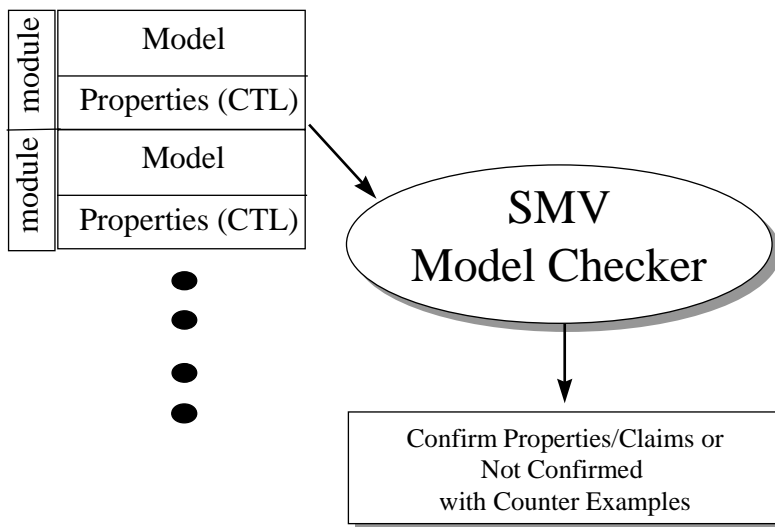 module
Model
Properties (CTL)
module
Model
Properties (CTL)
SMV
Model Checker
Confirm Properties/Claims or
Not Confirmed
with Counter Examples